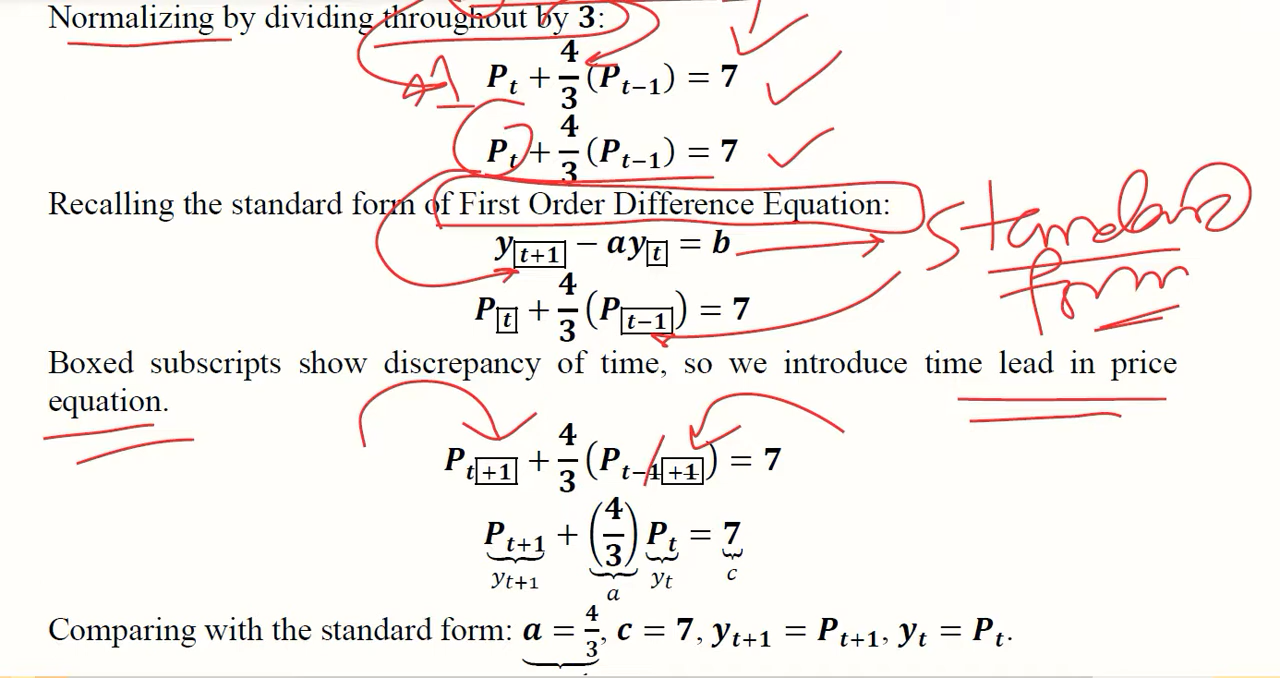 Normalizing by dividing throughout by 3:
P_t + 4/3 (P_{t−1}) = 7
P_t + 4/3 (P_{t−1}) = 7
Recalling the standard form of First Order Difference Equation:
y_{t+1} − ay_t = b
standard
form
P_t + 4/3 (P_{t−1}) = 7
Boxed subscripts show discrepancy of time, so we introduce time lead in price
equation.
P_{t+1} + 4/3 (P_{t−1+1}) = 7
P_{t+1} + (4/3) P_t = 7
y_{t+1} a y_t c
Comparing with the standard form: a = 4/3, c = 7, y_{t+1} = P_{t+1}, y_t = P_t.